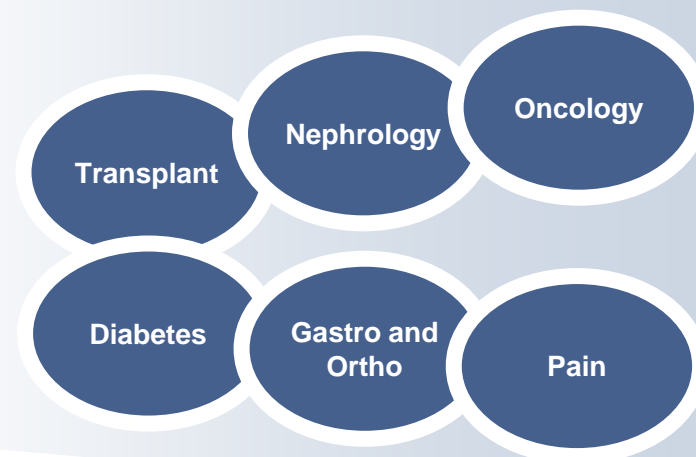 Transplant
Nephrology
Oncology
Diabetes
Gastro and
Ortho
Pain